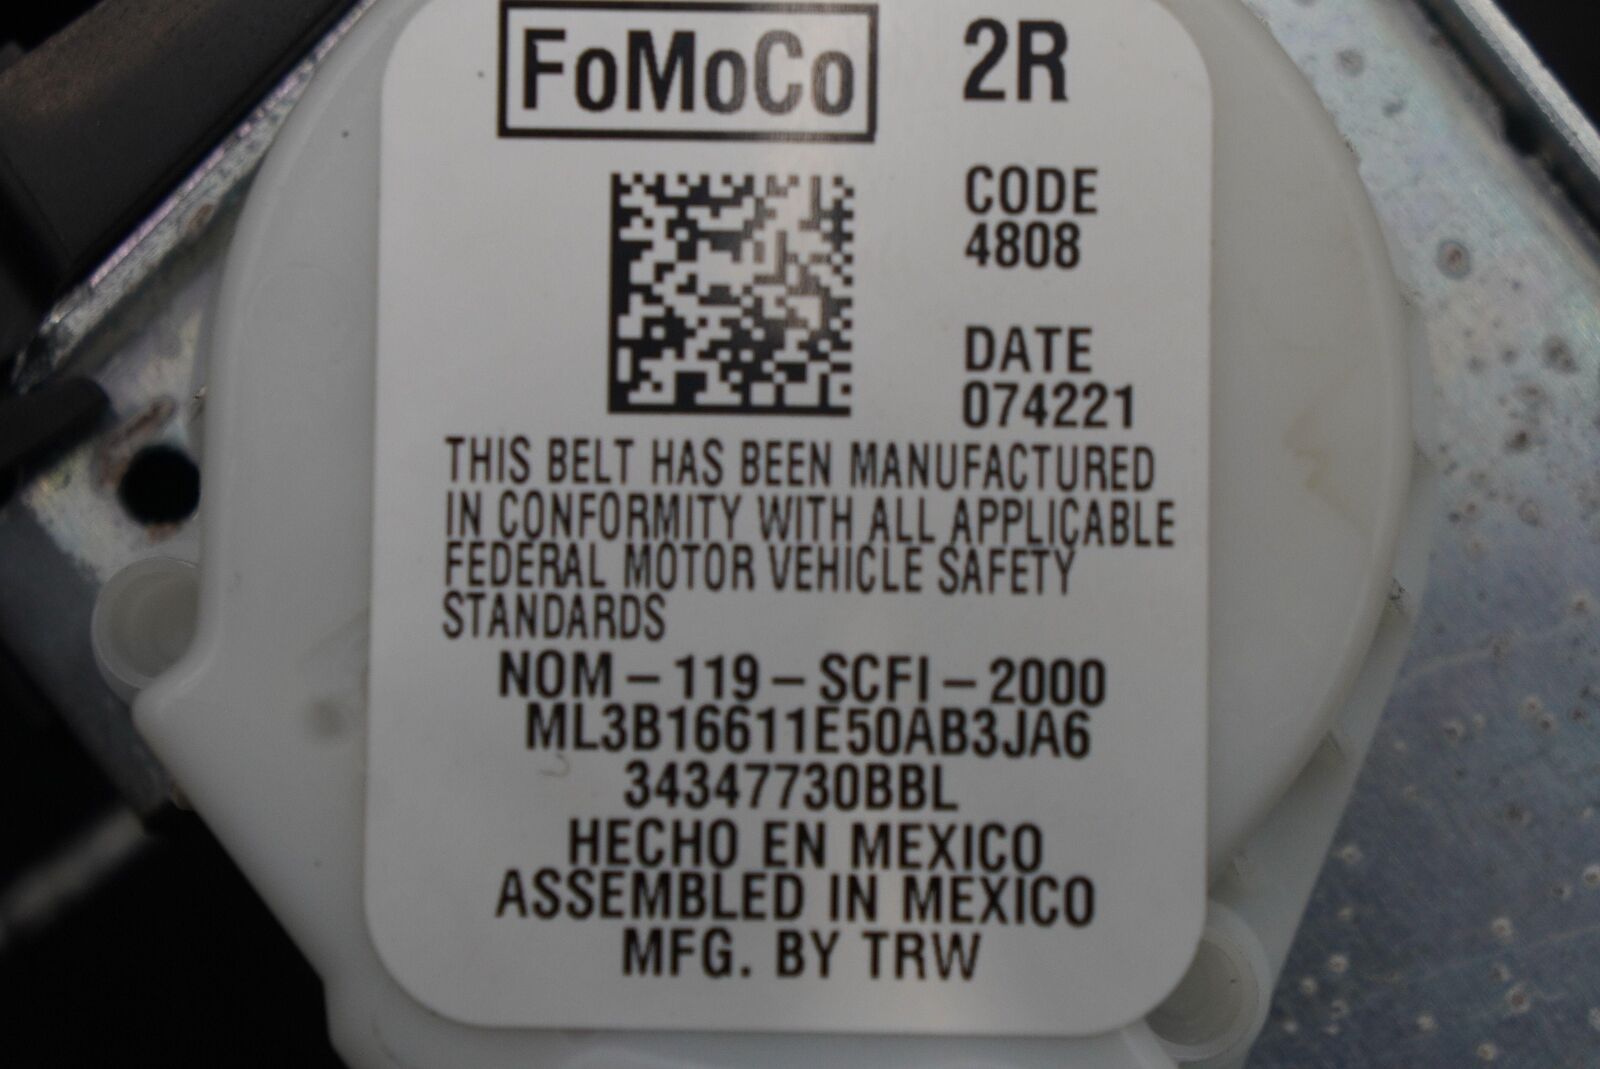 FoMoCo 2R
CODE
4808
DATE
074221
THIS BELT HAS BEEN MANUFACTURED
IN CONFORMITY WITH ALL APPLICABLE
FEDERAL MOTOR VEHICLE SAFETY
STANDARDS
NOM-119-SCFI-2000
ML3B16611E50AB3JA6
34347730BBL
HECHO EN MEXICO
ASSEMBLED IN MEXICO
MFG. BY TRW